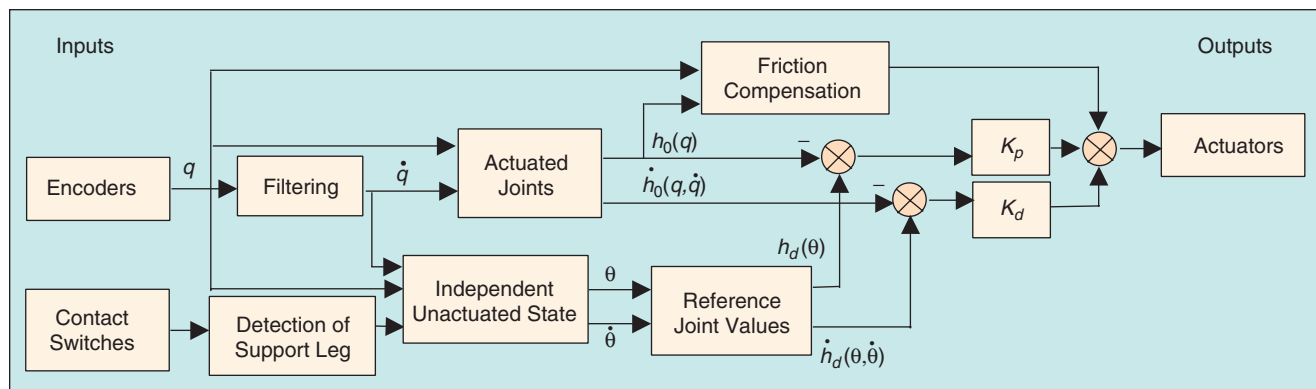 Inputs
Outputs
Friction
Compensation
h₀(q)
Encoders
q
Filtering
q̇
Actuated
Joints
ḣ₀(q,q̇)
−
−
Kₚ
K_d
Actuators
h_d(θ)
Contact
Switches
Detection of
Support Leg
Independent
Unactuated State
θ
θ̇
Reference
Joint Values
ḣ_d(θ,θ̇)